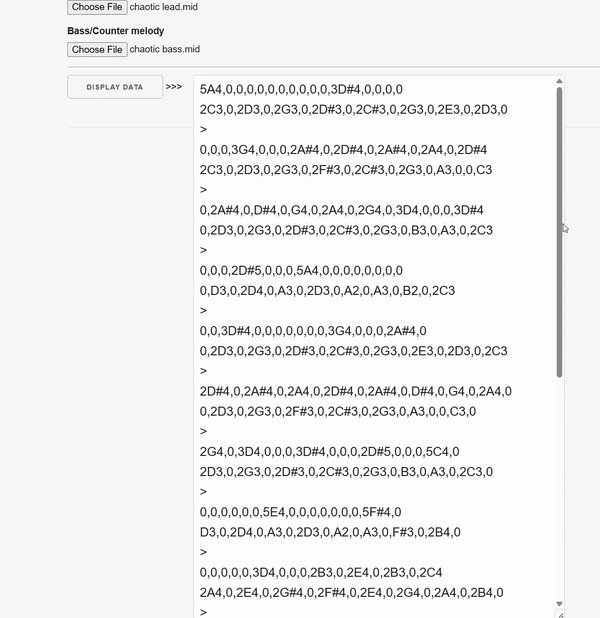 Choose File chaotic lead.mid
Bass/Counter melody
Choose File chaotic bass.mid
DISPLAY DATA >>>
5A4,0,0,0,0,0,0,0,0,0,0,3D#4,0,0,0,0
2C3,0,2D3,0,2G3,0,2D#3,0,2C#3,0,2G3,0,2E3,0,2D3,0
>
0,0,0,3G4,0,0,0,2A#4,0,2D#4,0,2A#4,0,2A4,0,2D#4
2C3,0,2D3,0,2G3,0,2F#3,0,2C#3,0,2G3,0,A3,0,0,C3
>
0,2A#4,0,D#4,0,G4,0,2A4,0,2G4,0,3D4,0,0,0,3D#4
0,2D3,0,2G3,0,2D#3,0,2C#3,0,2G3,0,B3,0,A3,0,2C3
>
0,0,0,2D#5,0,0,0,5A4,0,0,0,0,0,0,0,0
0,D3,0,2D4,0,A3,0,2D3,0,A2,0,A3,0,B2,0,2C3
>
0,0,3D#4,0,0,0,0,0,0,0,3G4,0,0,0,2A#4,0
0,2D3,0,2G3,0,2D#3,0,2C#3,0,2G3,0,2E3,0,2D3,0,2C3
>
2D#4,0,2A#4,0,2A4,0,2D#4,0,2A#4,0,D#4,0,G4,0,2A4,0
0,2D3,0,2G3,0,2F#3,0,2C#3,0,2G3,0,A3,0,0,C3,0
>
2G4,0,3D4,0,0,0,3D#4,0,0,0,2D#5,0,0,0,5C4,0
2D3,0,2G3,0,2D#3,0,2C#3,0,2G3,0,B3,0,A3,0,2C3,0
>
0,0,0,0,0,0,5E4,0,0,0,0,0,0,0,5F#4,0
D3,0,2D4,0,A3,0,2D3,0,A2,0,A3,0,F#3,0,2B4,0
>
0,0,0,0,0,3D4,0,0,0,2B3,0,2E4,0,2B3,0,2C4
2A4,0,2E4,0,2G#4,0,2F#4,0,2E4,0,2G4,0,2A4,0,2B4,0
>